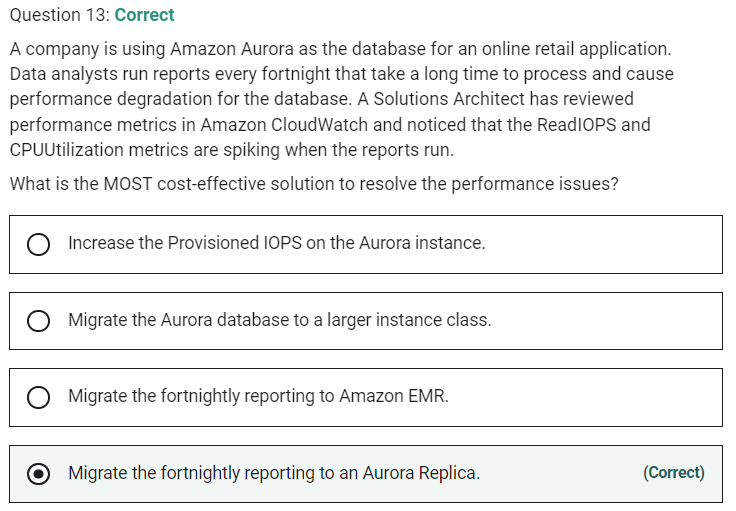 Question 13: Correct
A company is using Amazon Aurora as the database for an online retail application.
Data analysts run reports every fortnight that take a long time to process and cause
performance degradation for the database. A Solutions Architect has reviewed
performance metrics in Amazon CloudWatch and noticed that the ReadIOPS and
CPUUtilization metrics are spiking when the reports run.
What is the MOST cost-effective solution to resolve the performance issues?
Increase the Provisioned IOPS on the Aurora instance.
Migrate the Aurora database to a larger instance class.
Migrate the fortnightly reporting to Amazon EMR.
Migrate the fortnightly reporting to an Aurora Replica. (Correct)